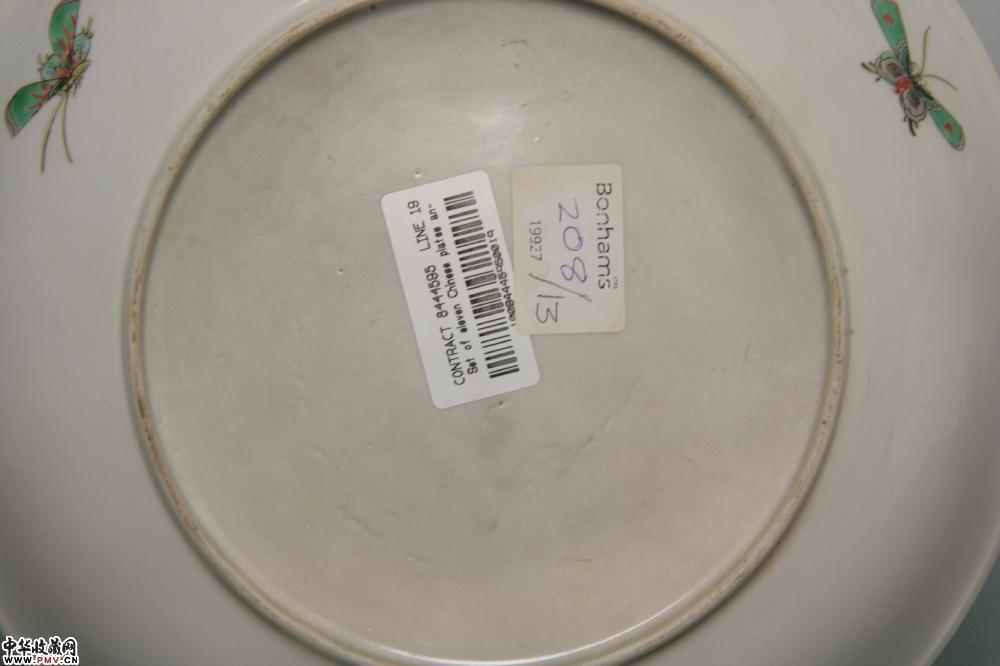 CONTRACT 8444595 LINE 19
Set of eleven Chinese plates an-
Bonhams
19927
208/13
中华收藏网
www.PMV.CN